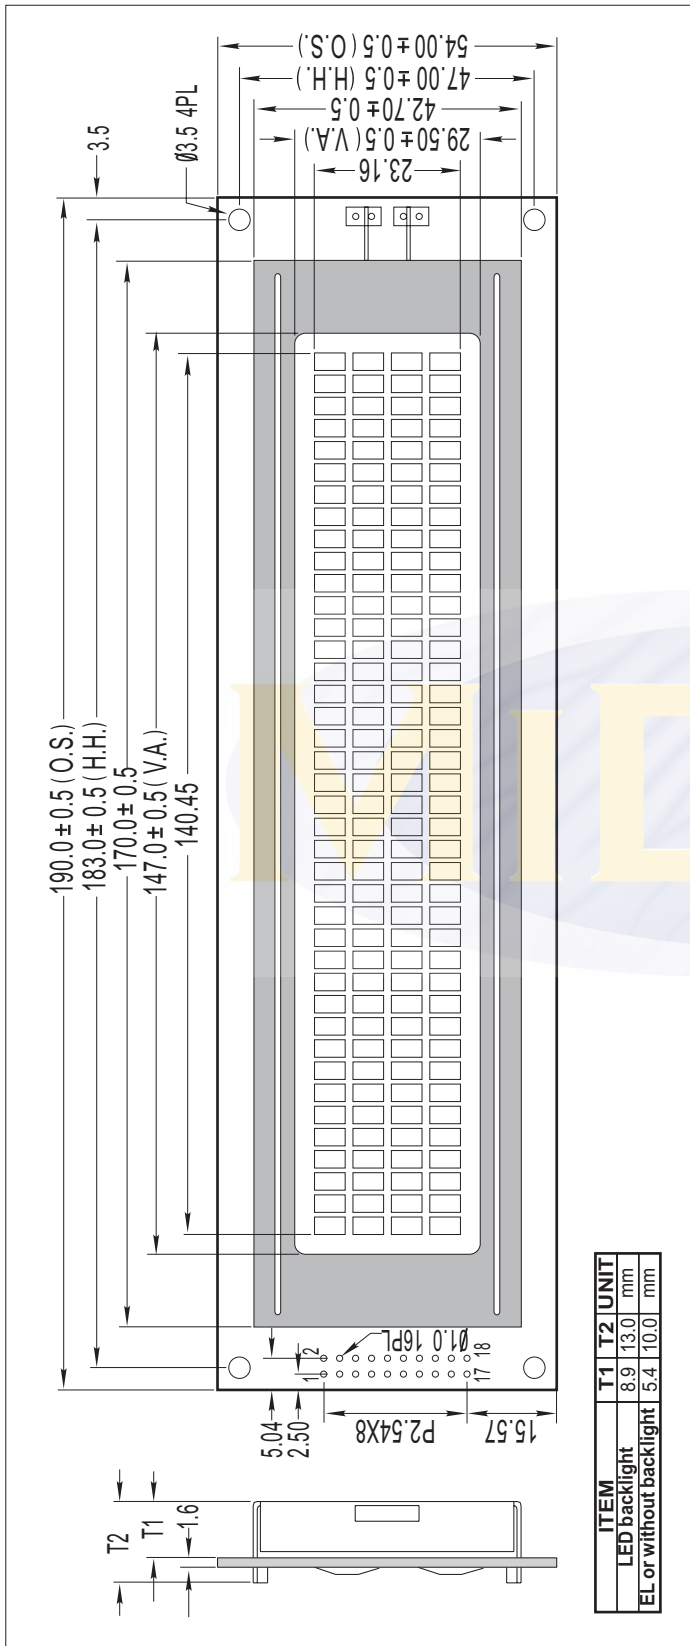 54.00 ± 0.5 ( O.S. )
47.00 ± 0.5 (H.H. )
42.70 ± 0.5
29.50 ± 0.5 ( V.A.)
23.16
3.5
Ø3.5 4PL
190.0 ± 0.5 ( O.S.)
183.0 ± 0.5 ( H.H.)
170.0 ± 0.5
147.0 ± 0.5 ( V.A.)
140.45
1
2
Ø1.0 16PL
17
18
5.04
2.50
P2.54X8
15.57
T2
T1
1.6
ITEM T1 T2 UNIT
LED backlight 8.9 13.0 mm
EL or without backlight 5.4 10.0 mm